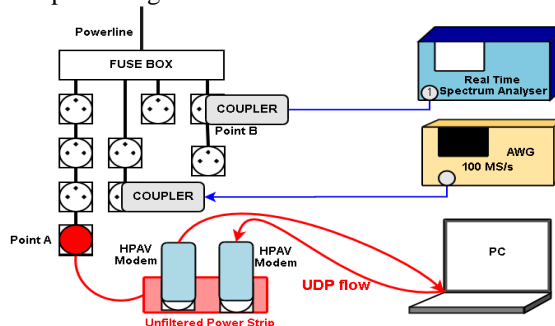 Powerline
FUSE BOX
COUPLER
Point B
1
Real Time
Spectrum Analyser
AWG
100 MS/s
COUPLER
Point A
HPAV
Modem
HPAV
Modem
UDP flow
PC
Unfiltered Power Strip